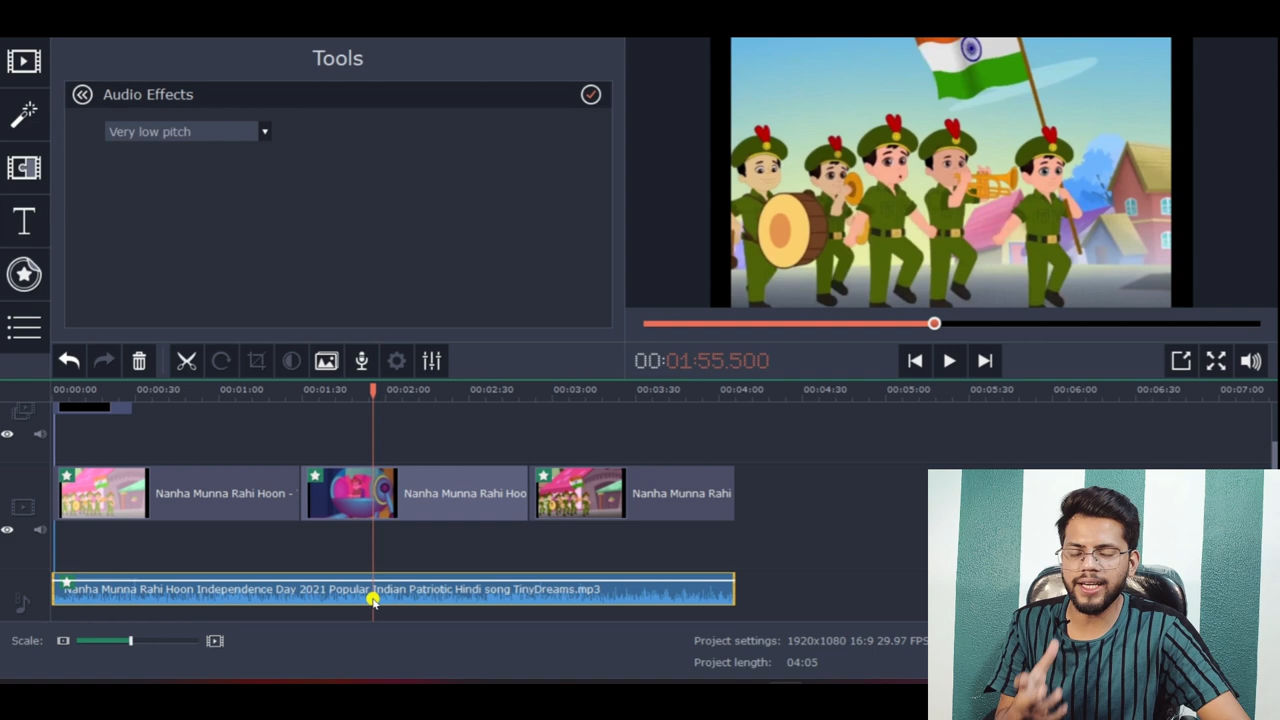 Tools
Audio Effects
Very low pitch
T
00:01:55.500
00:00:00 00:00:30 00:01:00 00:01:30 00:02:00 00:02:30 00:03:00 00:03:30 00:04:00 00:04:30 00:05:00 00:05:30 00:06:00 00:06:30 00:07:00
Nanha Munna Rahi Hoon - Nanha Munna Rahi Hoo Nanha Munna Rahi
Nanha Munna Rahi Hoon Independence Day 2021 Popular Indian Patriotic Hindi song TinyDreams.mp3
Scale: Project settings: 1920x1080 16:9 29.97 FPS
Project length: 04:05